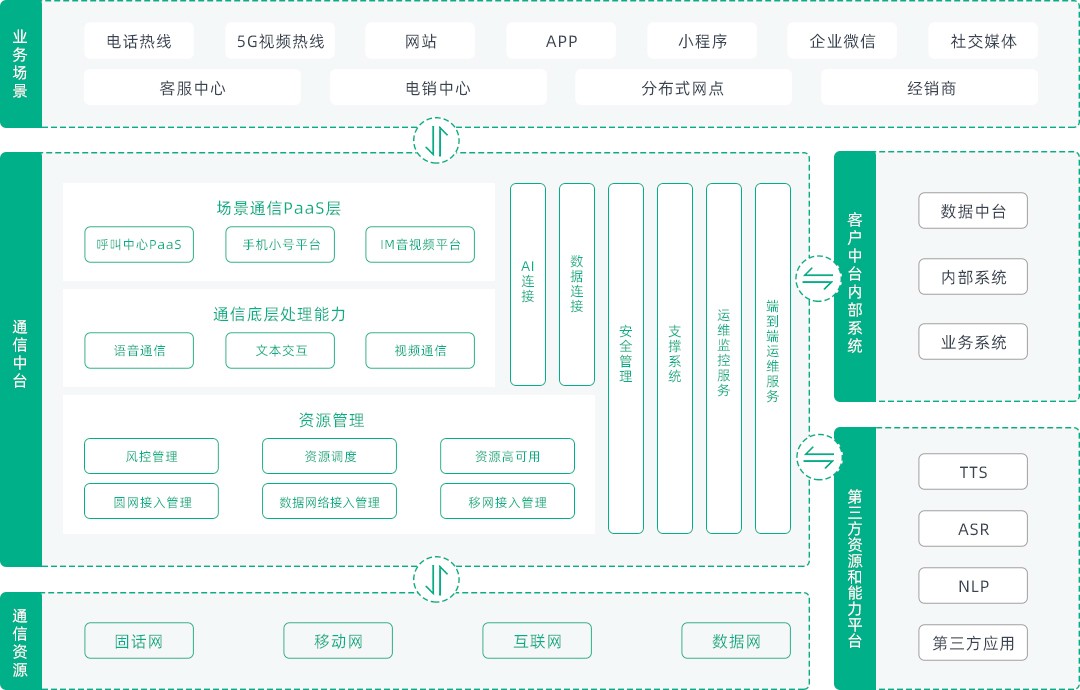 业务场景
电话热线
5G视频热线
网站
APP
小程序
企业微信
社交媒体
客服中心
电销中心
分布式网点
经销商
通信中台
场景通信PaaS层
呼叫中心PaaS
手机小号平台
IM音视频平台
通信底层处理能力
语音通信
文本交互
视频通信
资源管理
风控管理
资源调度
资源高可用
圆网接入管理
数据网络接入管理
移网接入管理
AI连接
数据连接
安全管理
支撑系统
运维监控服务
端到端运维服务
客户中台内部系统
数据中台
内部系统
业务系统
第三方资源和能力平台
TTS
ASR
NLP
第三方应用
通信资源
固话网
移动网
互联网
数据网